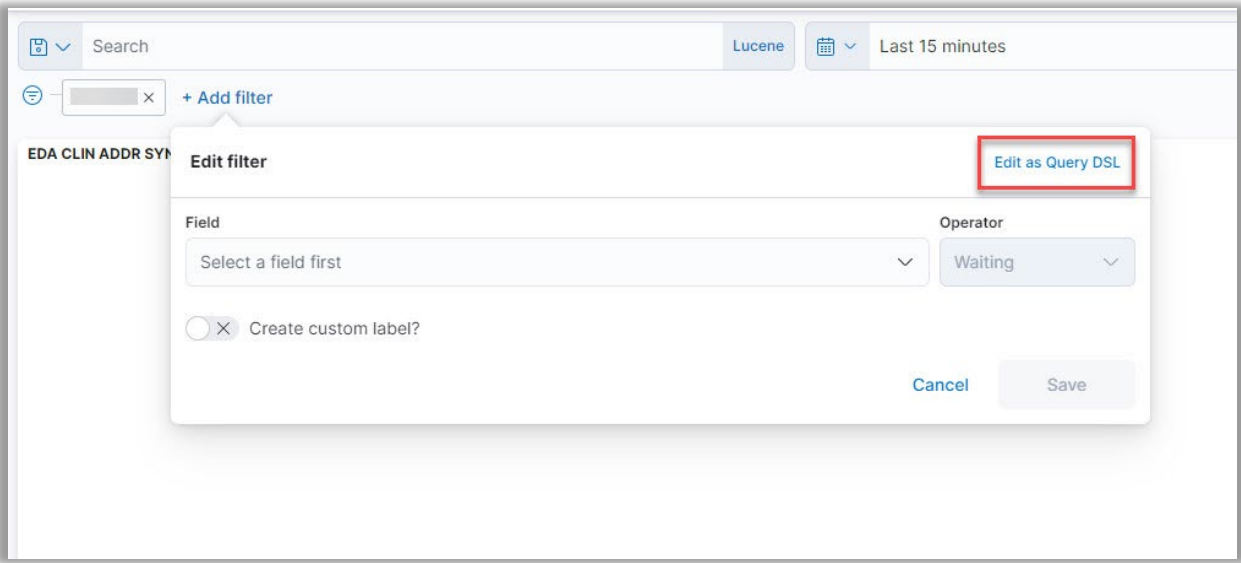 Search Lucene Last 15 minutes
+ Add filter
EDA CLIN ADDR SYN
Edit filter Edit as Query DSL
Field Operator
Select a field first Waiting
Create custom label?
Cancel Save